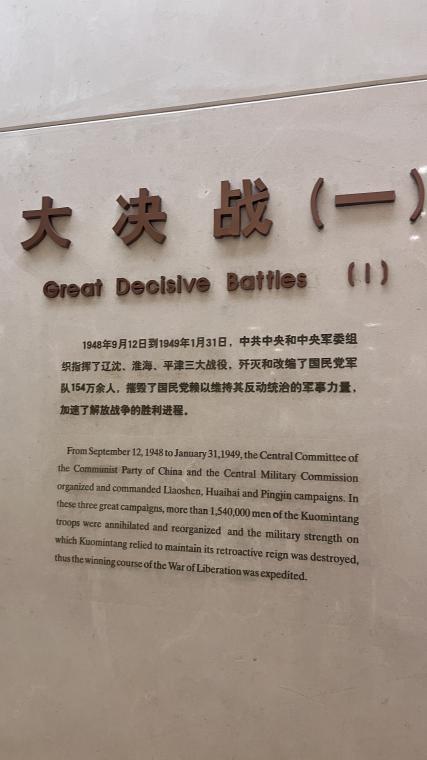 大决战（一）
Great Decisive Battles (I)
1948年9月12日到1949年1月31日，中共中央和中央军委组
织指挥了辽沈、淮海、平津三大战役，歼灭和改编了国民党军
队154万余人，摧毁了国民党赖以维持其反动统治的军事力量，
加速了解放战争的胜利进程。
From September 12, 1948 to January 31,1949, the Central Committee of
the Communist Party of China and the Central Military Commission
organized and commanded Liaoshen, Huaihai and Pingjin campaigns. In
these three great campaigns, more than 1,540,000 men of the Kuomintang
troops were annihilated and reorganized and the military strength on
which Kuomintang relied to maintain its retroactive reign was destroyed,
thus the winning course of the War of Liberation was expedited.